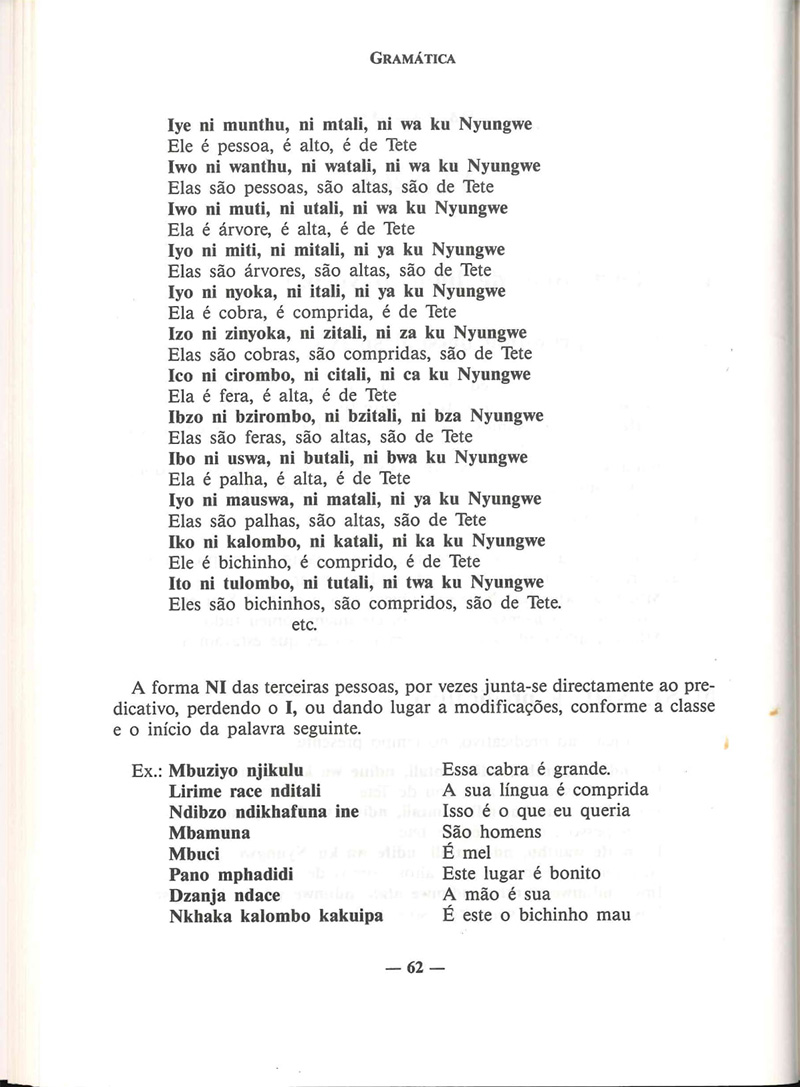 GRAMÁTICA
Iye ni munthu, ni mtali, ni wa ku Nyungwe
Ele é pessoa, é alto, é de Tete
Iwo ni wanthu, ni watali, ni wa ku Nyungwe
Elas são pessoas, são altas, são de Tete
Iwo ni muti, ni utali, ni wa ku Nyungwe
Ela é árvore, é alta, é de Tete
Iyo ni miti, ni mitali, ni ya ku Nyungwe
Elas são árvores, são altas, são de Tete
Iyo ni nyoka, ni itali, ni ya ku Nyungwe
Ela é cobra, é comprida, é de Tete
Izo ni zinyoka, ni zitali, ni za ku Nyungwe
Elas são cobras, são compridas, são de Tete
Ico ni cirombo, ni citali, ni ca ku Nyungwe
Ela é fera, é alta, é de Tete
Ibzo ni bzirombo, ni bzitali, ni bza Nyungwe
Elas são feras, são altas, são de Tete
Ibo ni uswa, ni butali, ni bwa ku Nyungwe
Ela é palha, é alta, é de Tete
Iyo ni mauswa, ni matali, ni ya ku Nyungwe
Elas são palhas, são altas, são de Tete
Iko ni kalombo, ni katali, ni ka ku Nyungwe
Ele é bichinho, é comprido, é de Tete
Ito ni tulombo, ni tutali, ni twa ku Nyungwe
Eles são bichinhos, são compridos, são de Tete.
etc.
A forma NI das terceiras pessoas, por vezes junta-se directamente ao pre-
dicativo, perdendo o I, ou dando lugar a modificações, conforme a classe
e o início da palavra seguinte.
Ex.: Mbuziyo njikulu Essa cabra é grande.
Lirime race nditali A sua língua é comprida
Ndibzo ndikhafuna ine Isso é o que eu queria
Mbamuna São homens
Mbuci É mel
Pano mphadidi Este lugar é bonito
Dzanja ndace A mão é sua
Nkhaka kalombo kakuipa É este o bichinho mau
— 62 —